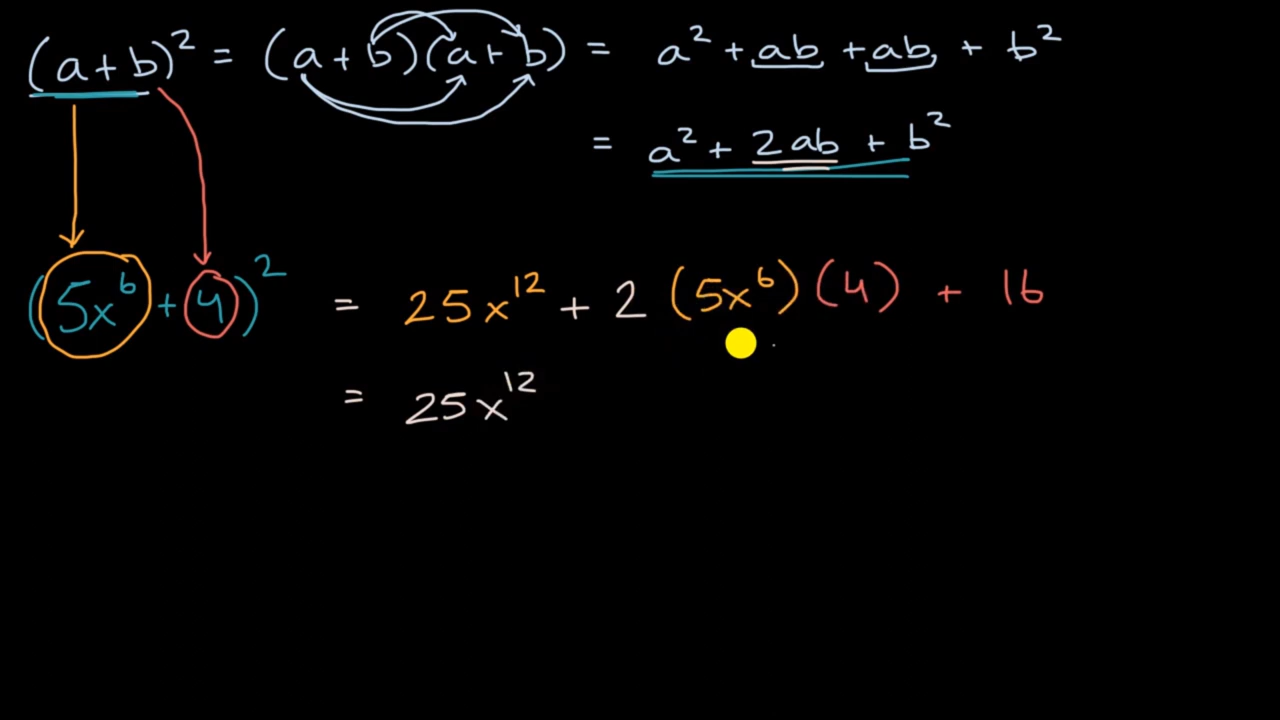 (a+b)² = (a+b)(a+b) = a² + ab + ab + b²
= a² + 2ab + b²
(5x⁶ + 4)² = 25x¹² + 2 (5x⁶)(4) + 16
= 25x¹²